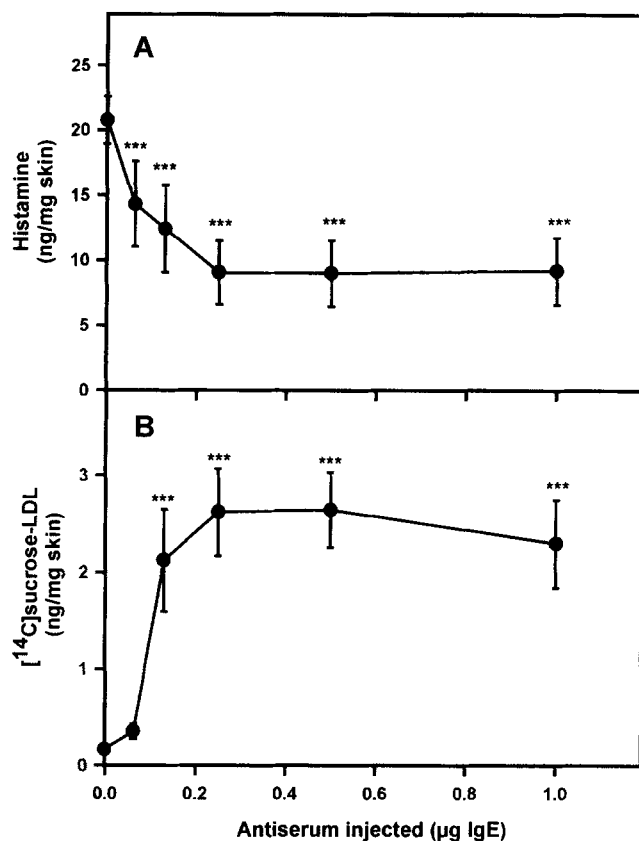 A
25
20
15
10
5
0
Histamine
(ng/mg skin)
***
***
***
***
***
B
3
2
1
0
[¹⁴C]sucrose-LDL
(ng/mg skin)
***
***
***
***
0.0 0.2 0.4 0.6 0.8 1.0
Antiserum injected (µg IgE)